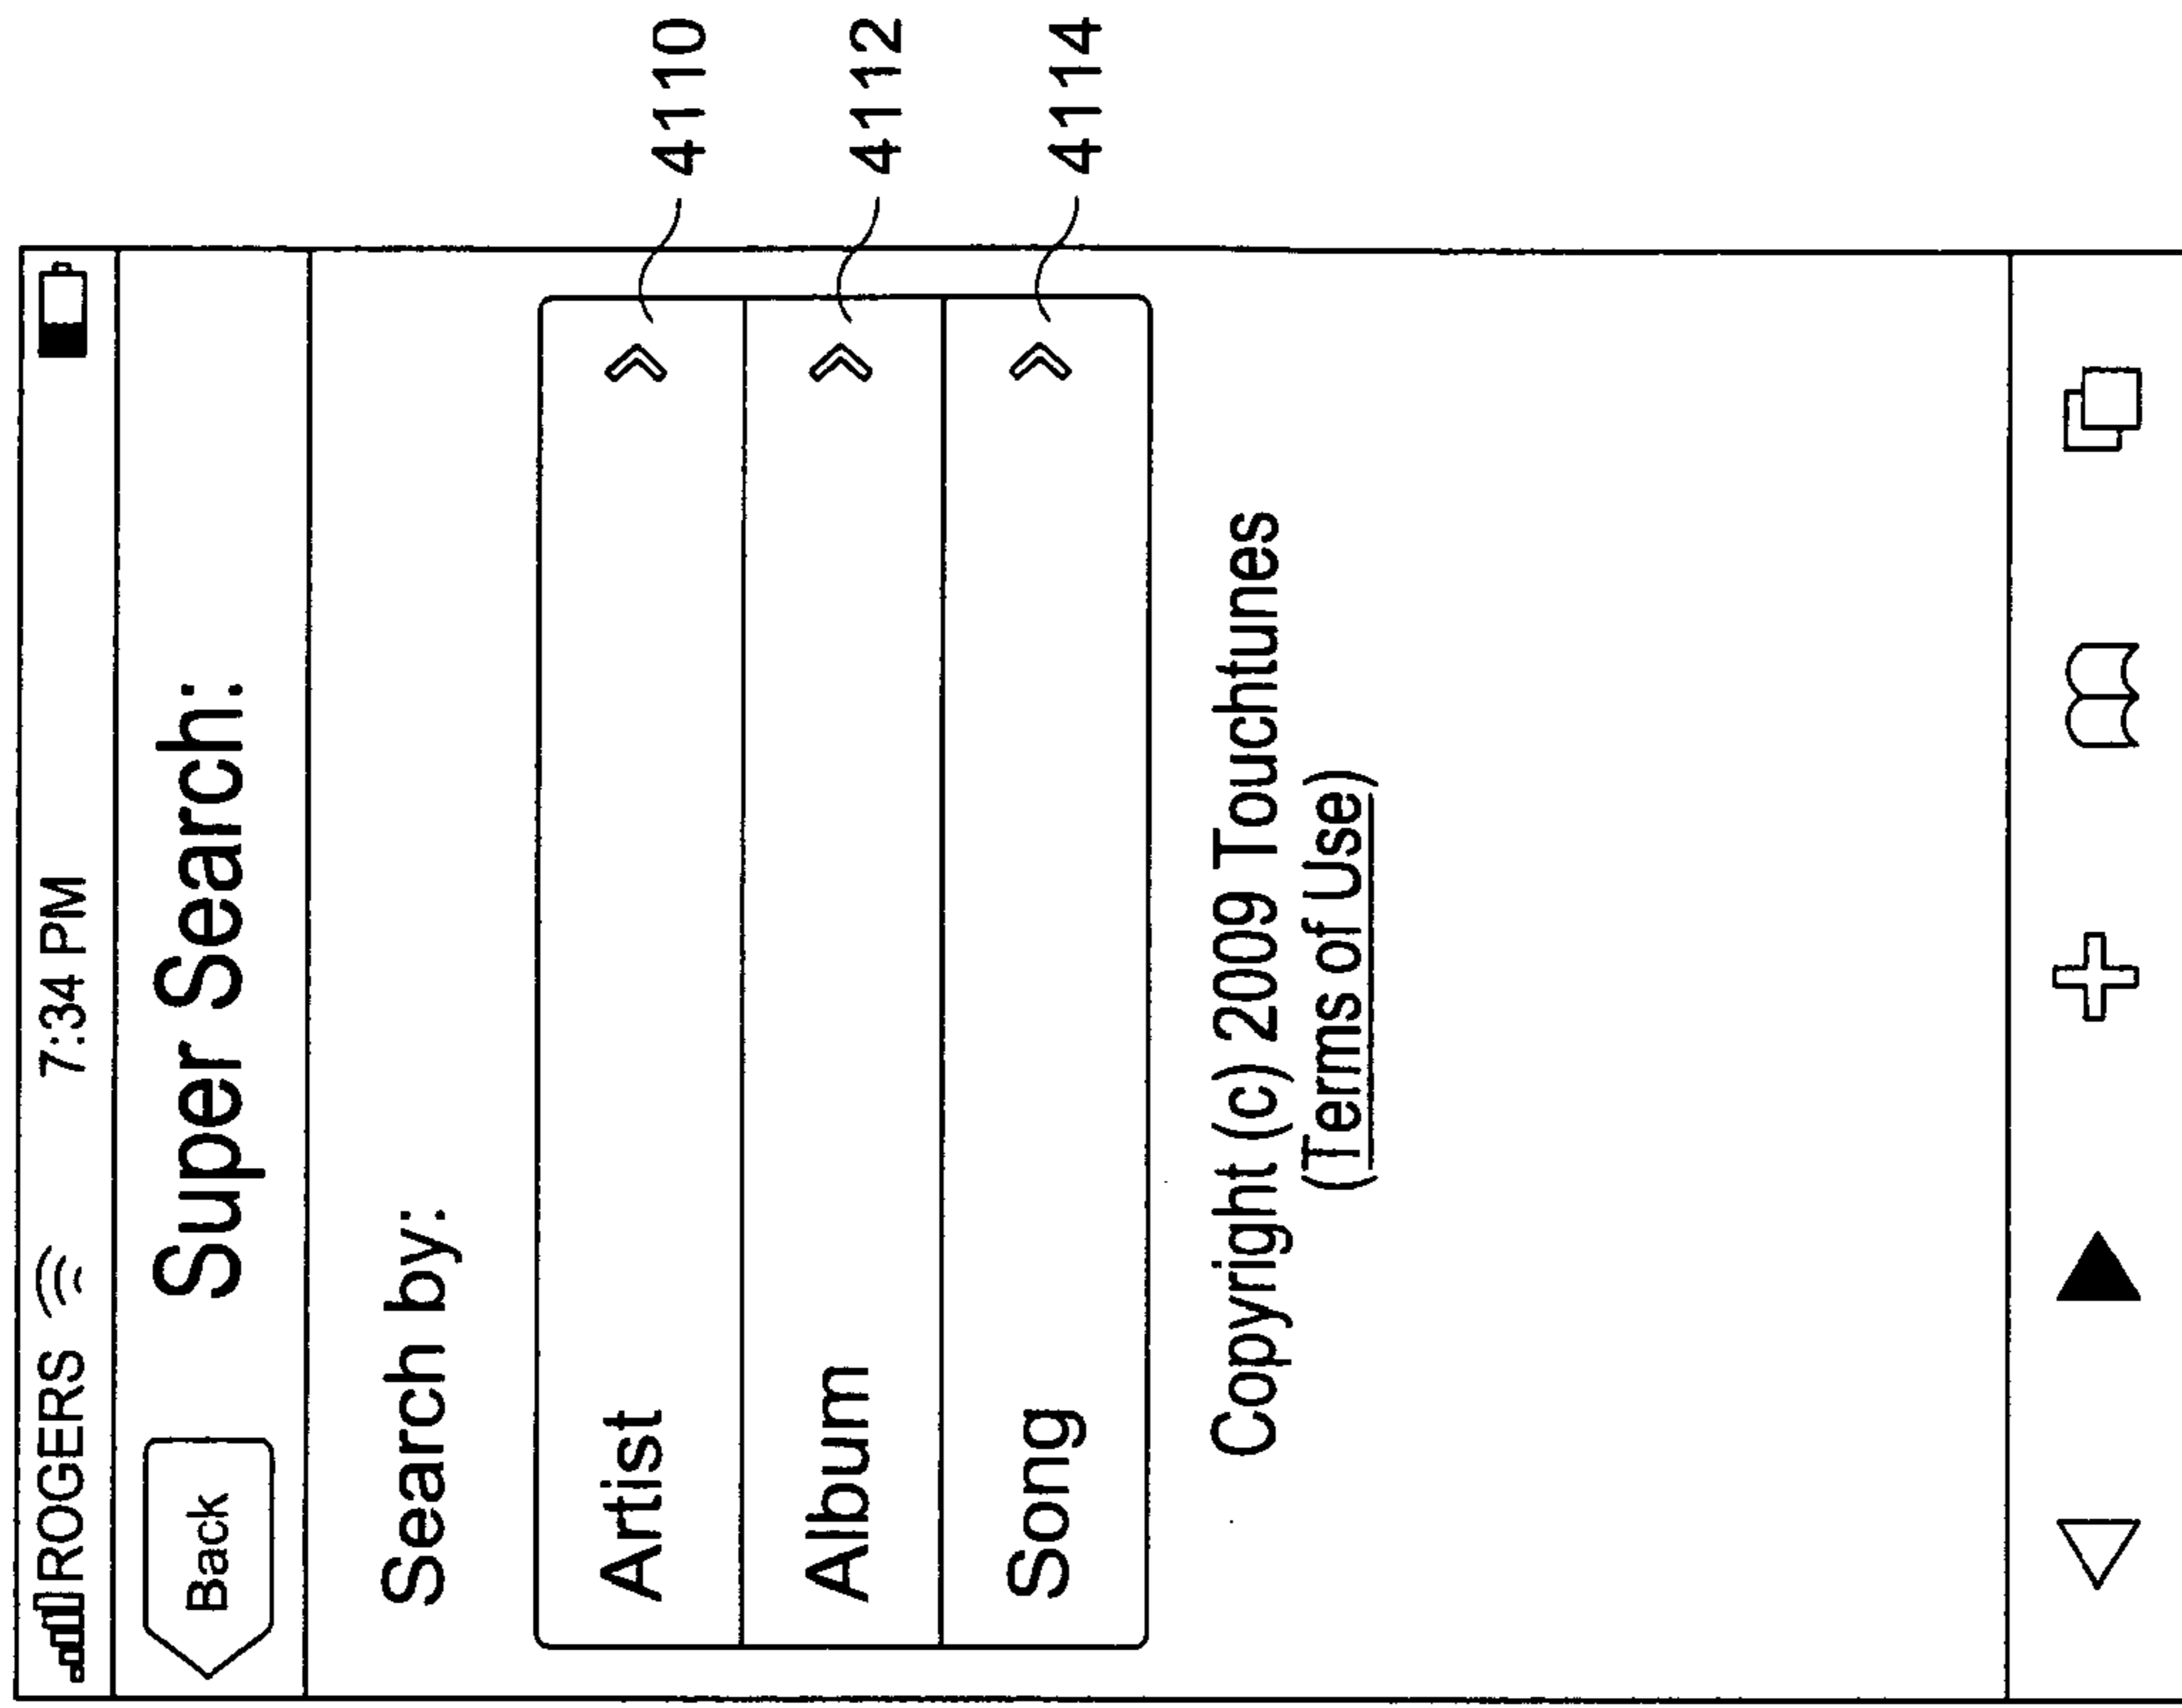 ROGERS 7:34 PM
Back Super Search:
Search by:
Artist 4110
Album 4112
Song 4114
Copyright (c) 2009 Touchtunes
(Terms of Use)